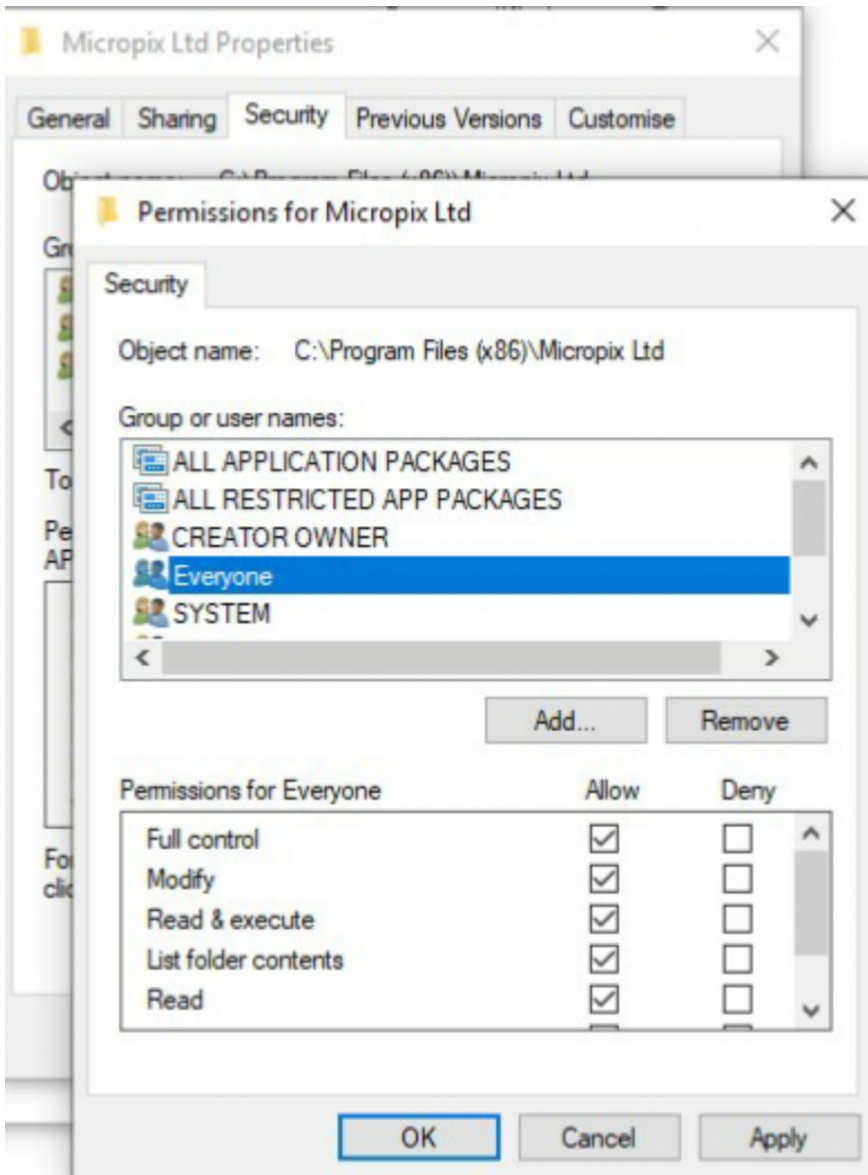 Micropix Ltd Properties
General Sharing Security Previous Versions Customise
Permissions for Micropix Ltd
Security
Object name: C:\Program Files (x86)\Micropix Ltd
Group or user names:
ALL APPLICATION PACKAGES
ALL RESTRICTED APP PACKAGES
CREATOR OWNER
Everyone
SYSTEM
Add... Remove
Permissions for Everyone Allow Deny
Full control
Modify
Read & execute
List folder contents
Read
OK Cancel Apply